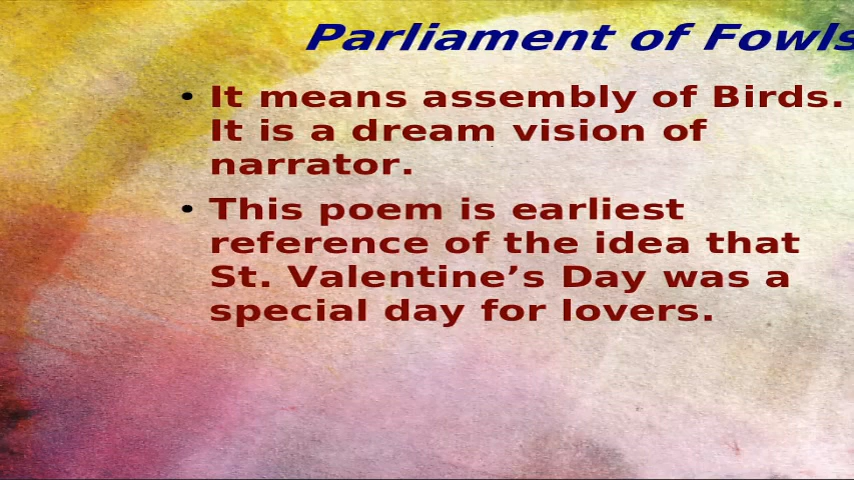 Parliament of Fowls
• It means assembly of Birds.
It is a dream vision of
narrator.
• This poem is earliest
reference of the idea that
St. Valentine’s Day was a
special day for lovers.